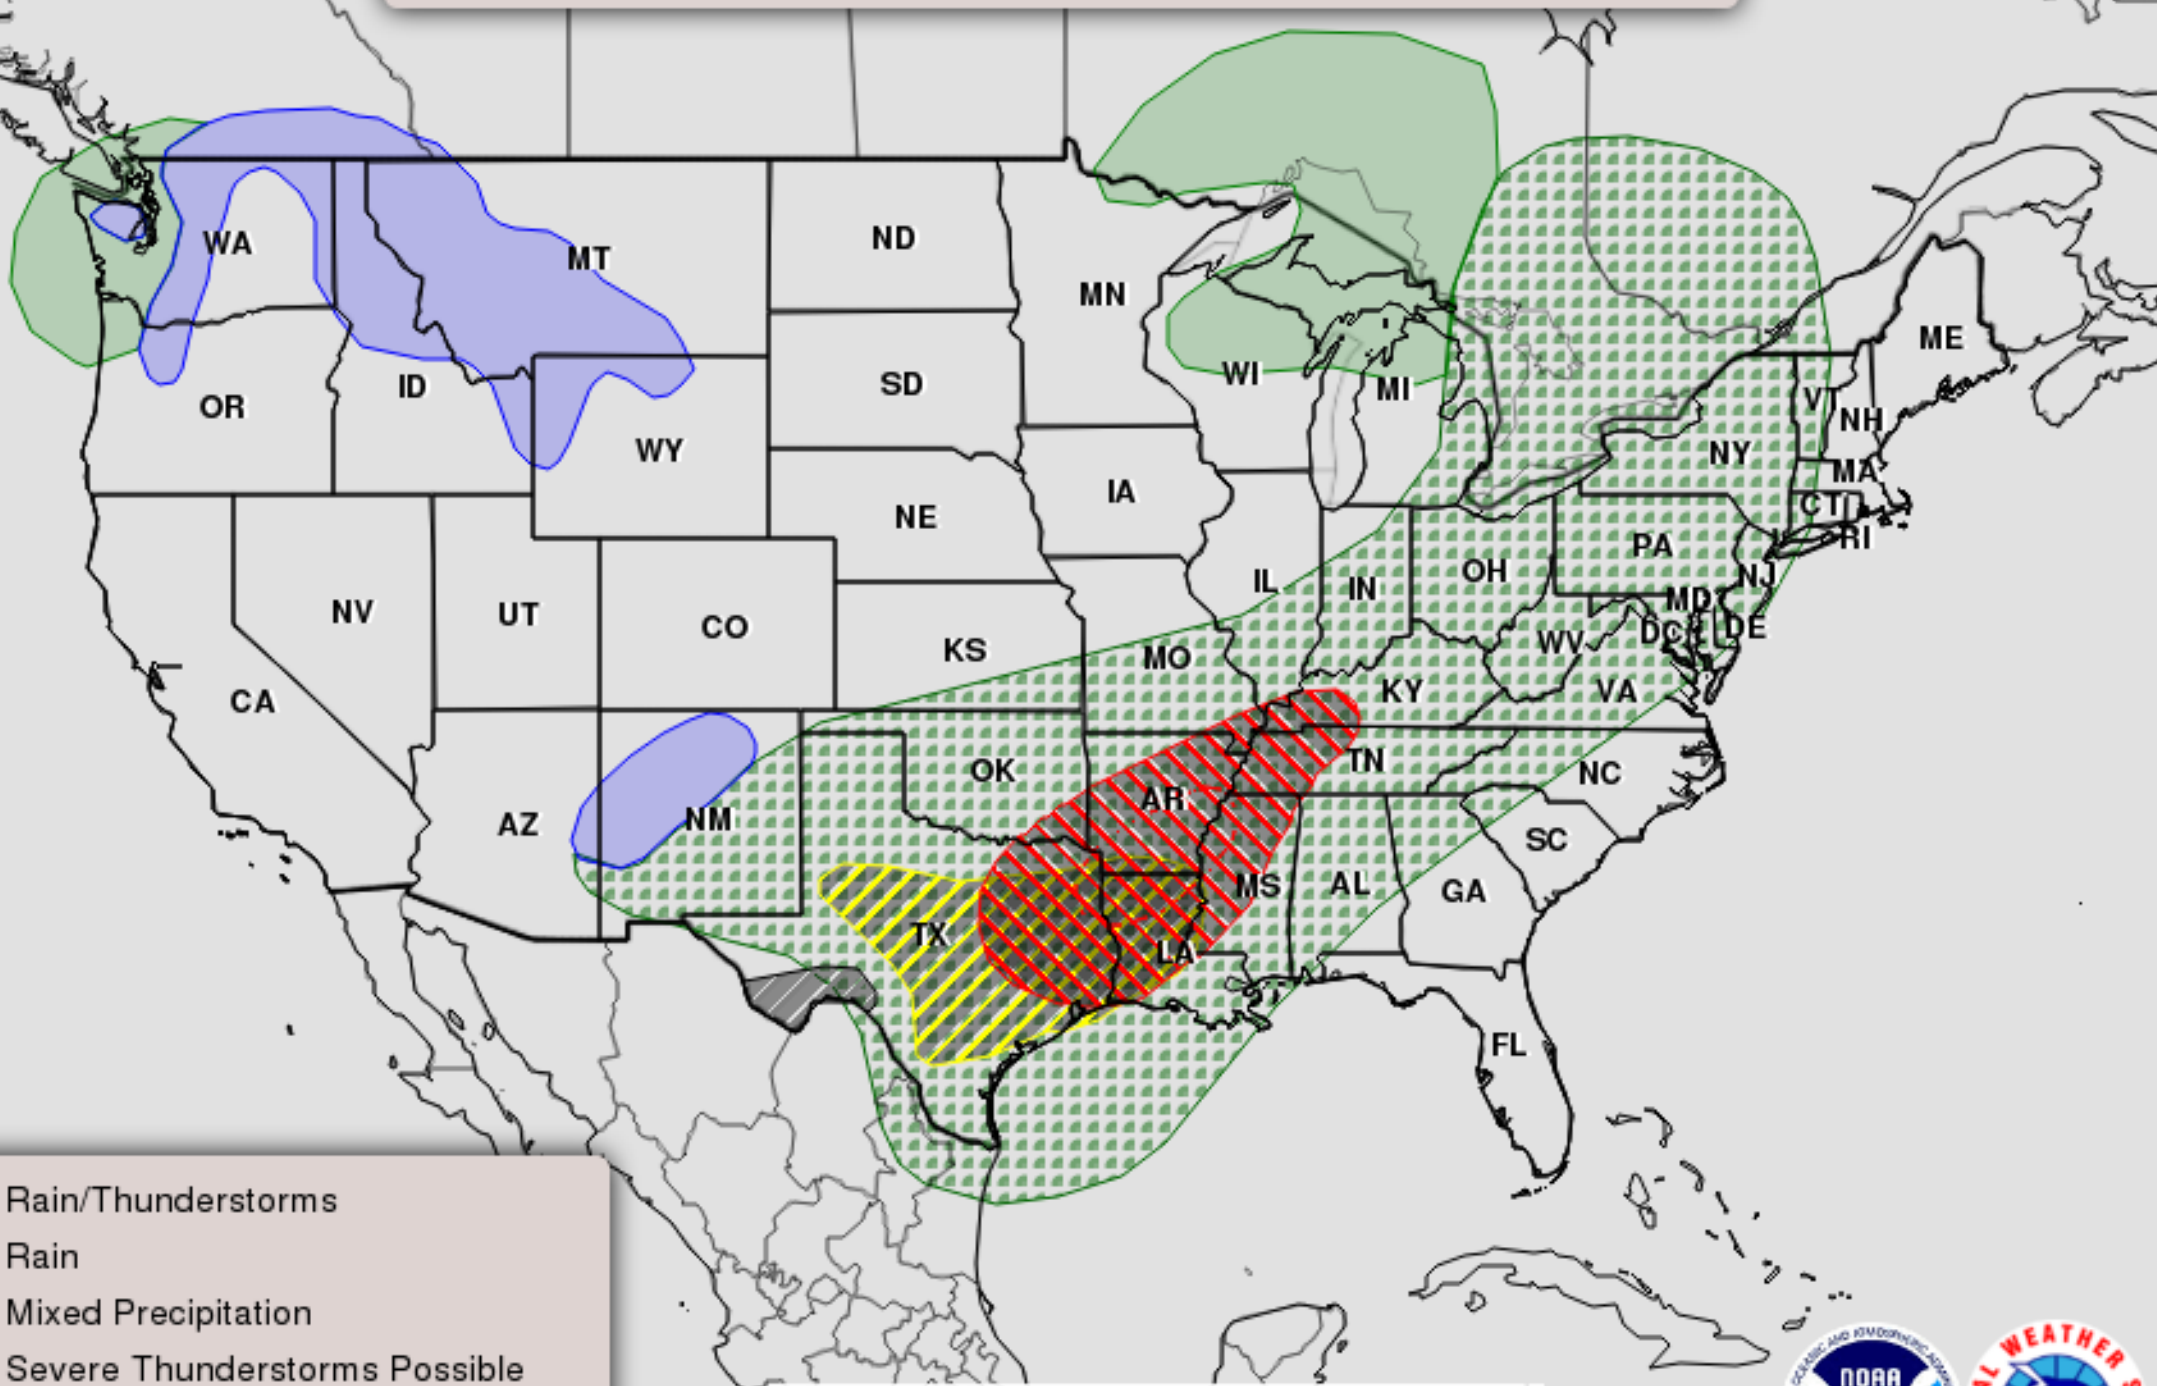 WA
MT
ND
MN
ME
WI
MI
VT
NH
OR
ID
SD
WY
NY
MA
IA
CT
NE
RI
PA
OH
NJ
IL
IN
MD
NV
UT
CO
DC
DE
KS
MO
WV
KY
VA
CA
OK
TN
NC
AR
NM
AZ
SC
MS
AL
GA
TX
LA
FL
Rain/Thunderstorms
Rain
Mixed Precipitation
Severe Thunderstorms Possible
NOAA
WEATHER